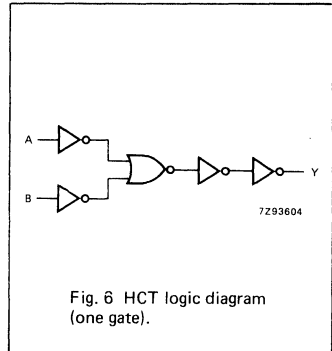 A
B
Y
7Z93604
Fig. 6 HCT logic diagram
(one gate).